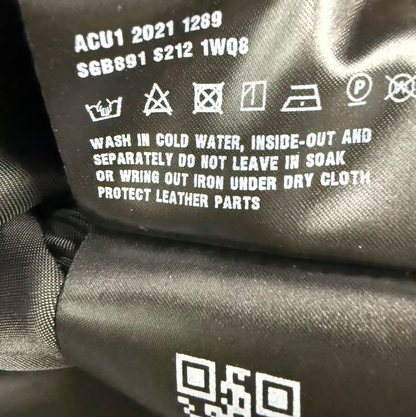 ACU1 2021 1289
SGB891 S212 1WQ8
P
WASH IN COLD WATER, INSIDE-OUT AND
SEPARATELY DO NOT LEAVE IN SOAK
OR WRING OUT IRON UNDER DRY CLOTH
PROTECT LEATHER PARTS